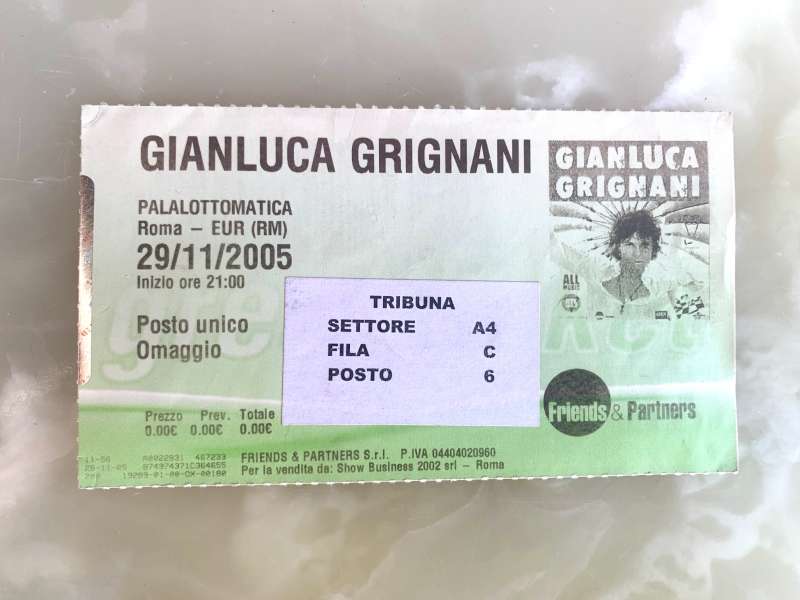 GIANLUCA GRIGNANI
PALALOTTOMATICA
Roma – EUR (RM)
29/11/2005
Inizio ore 21:00
Posto unico
Omaggio
TRIBUNA
SETTORE A4
FILA C
POSTO 6
Prezzo Prev. Totale
0.00€ 0.00€ 0.00€
GIANLUCA
GRIGNANI
ALL
MUSIC
Friends & Partners
FRIENDS & PARTNERS S.r.l. P.IVA 04404020960
Per la vendita da: Show Business 2002 srl – Roma